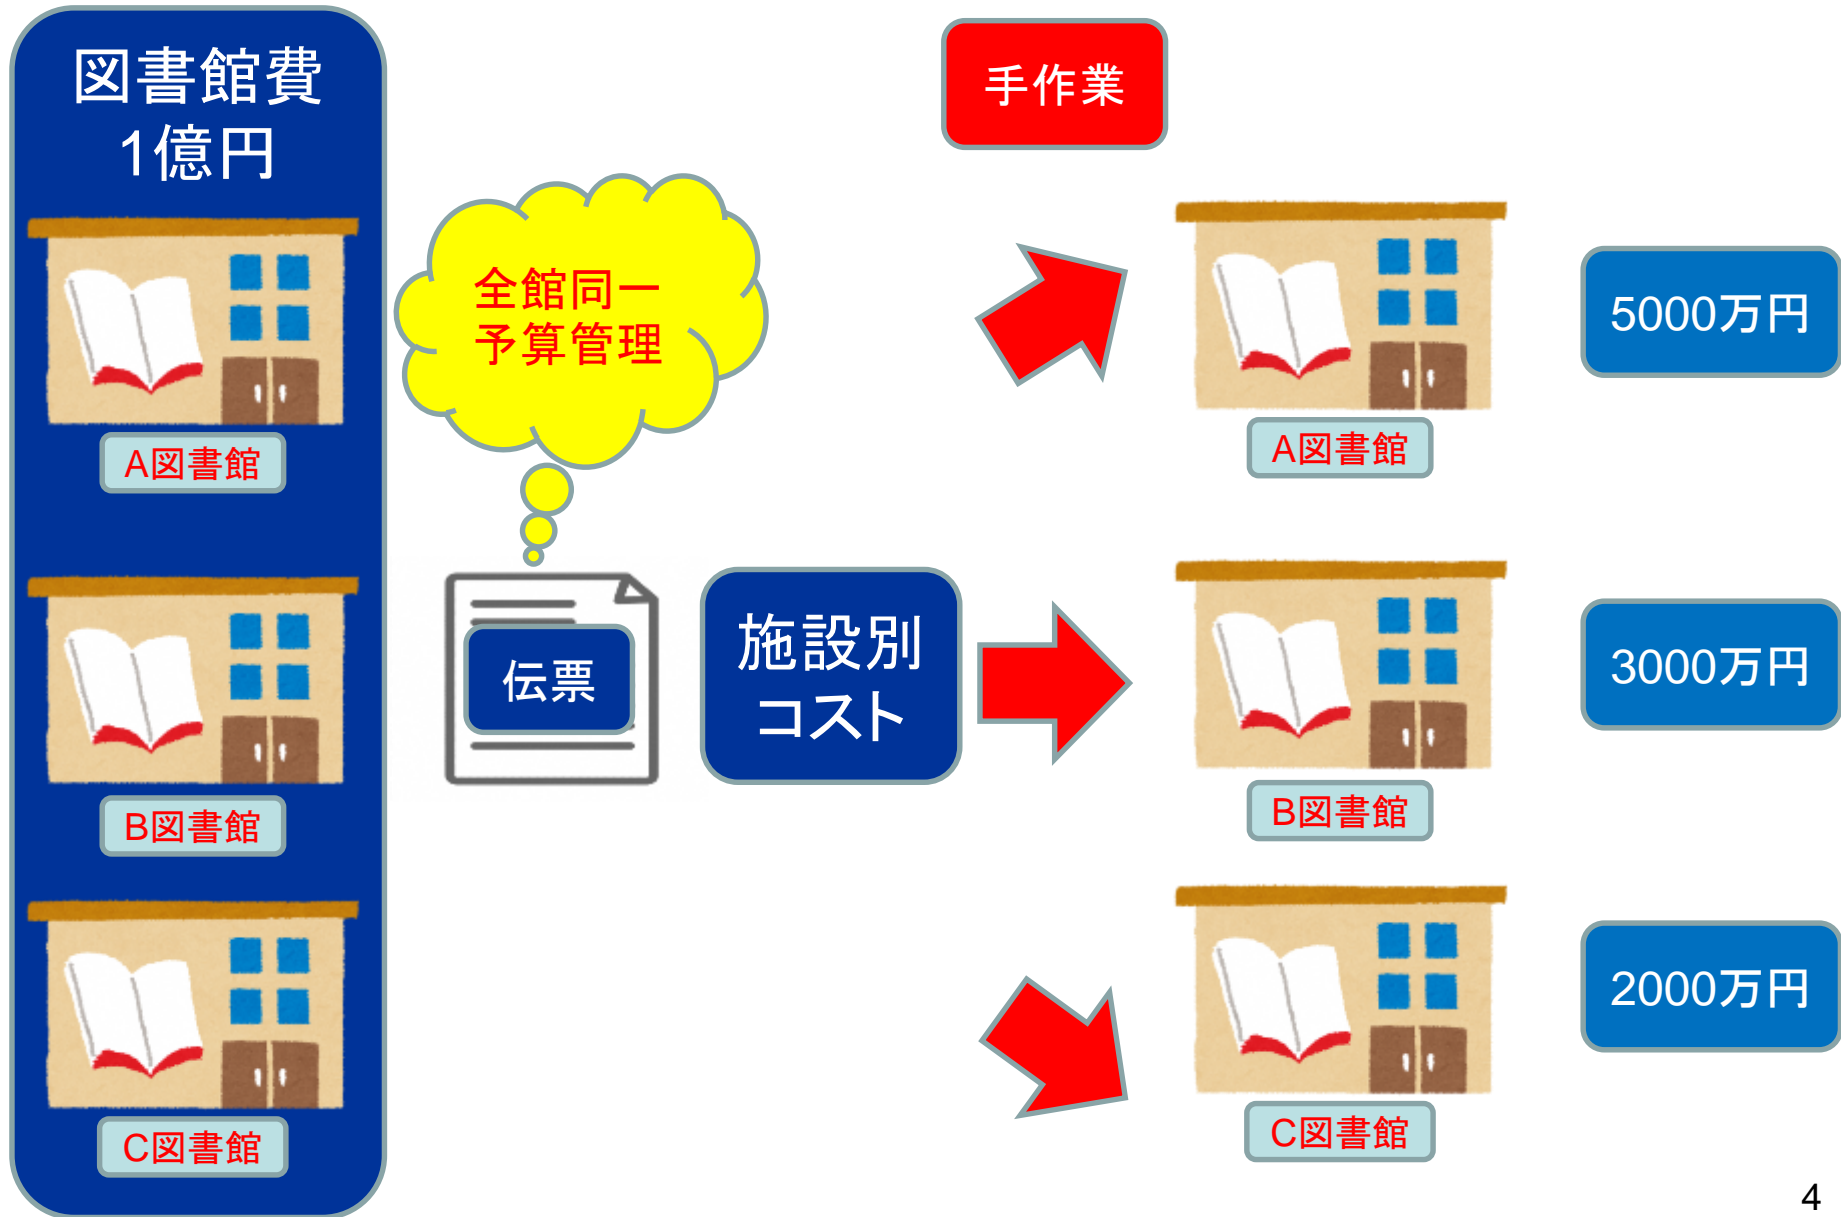 図書館費
1億円
A図書館
B図書館
C図書館
全館同一
予算管理
伝票
施設別
コスト
手作業
A図書館
5000万円
B図書館
3000万円
C図書館
2000万円
4